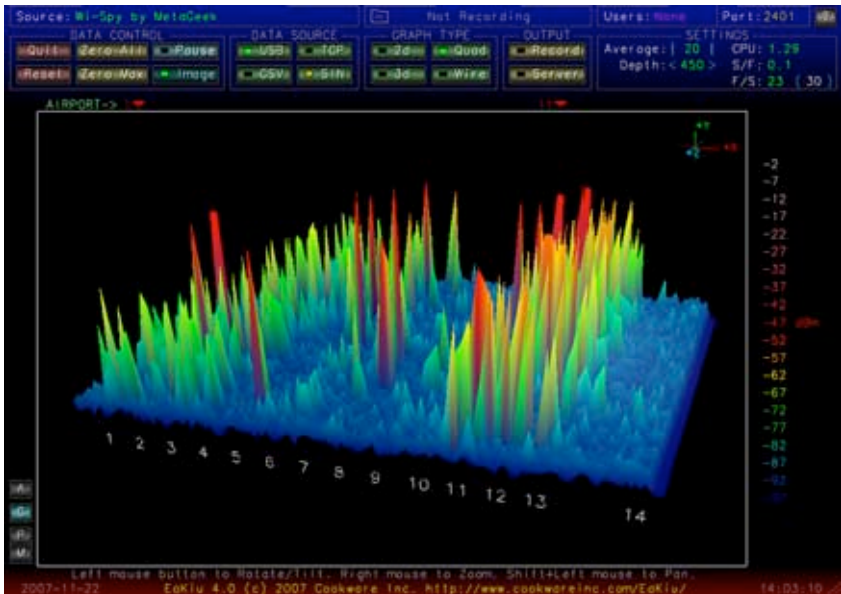 Source: Wi-Spy by MetaGeek
Not Recording
Users: None
Port: 2401
DATA CONTROL
DATA SOURCE
GRAPH TYPE
OUTPUT
SETTINGS
Quit Zero All Pause
USB TCP
2d Quad
Record
Average: | 20 | CPU: 1.29
Reset Zero Max Image
CSV SIN
3d Wire
Server
Depth: < 450 > S/F: 0.1
F/S: 23 ( 30 )
AIRPORT->
+Y
+X
+Z
-2
-7
-12
-17
-22
-27
-32
-37
-42
-47 dBm
-52
-57
-62
-67
-72
-77
-82
-87
-92
-97
1 2 3 4 5 6 7 8 9 10 11 12 13 14
A
G
R
M
Left mouse button to Rotate/Tilt. Right mouse to Zoom. Shift+Left mouse to Pan.
2007-11-22 EaKiu 4.0 (c) 2007 Cookware Inc. http://www.cookwareinc.com/EaKiu/ 14:03:10